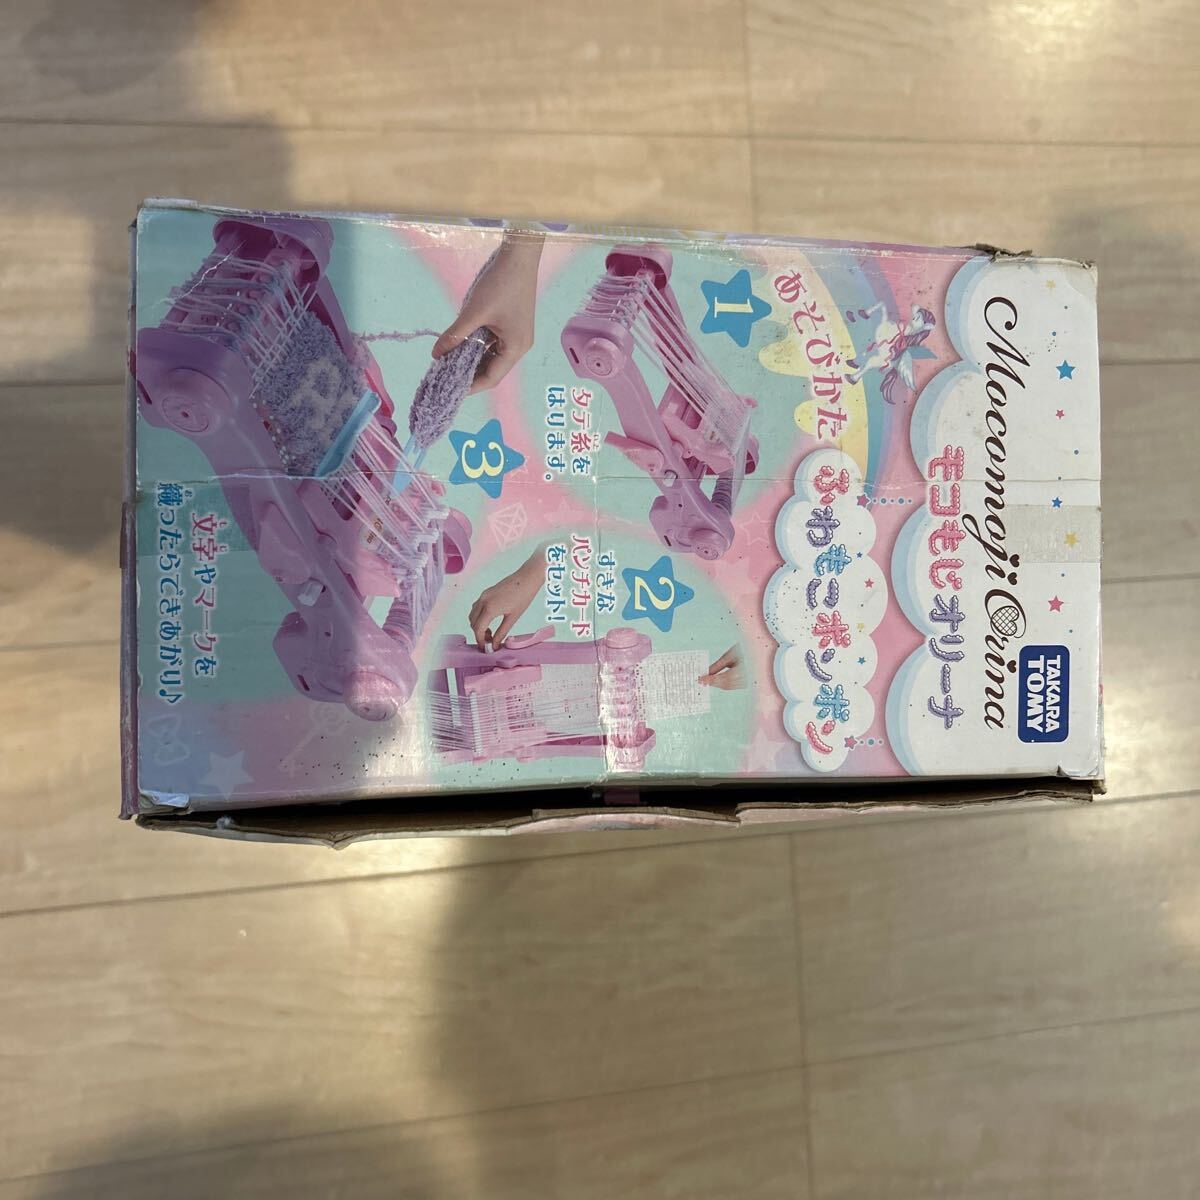 Mocomoji Orina
モコもじオリーナ
TAKARA
TOMY
ふわもこボンボン
あそびかた
1
タテ糸を
はります。
2
すきな
パンチカード
をセット!
3
文字やマークを
織ったらできあがり♪